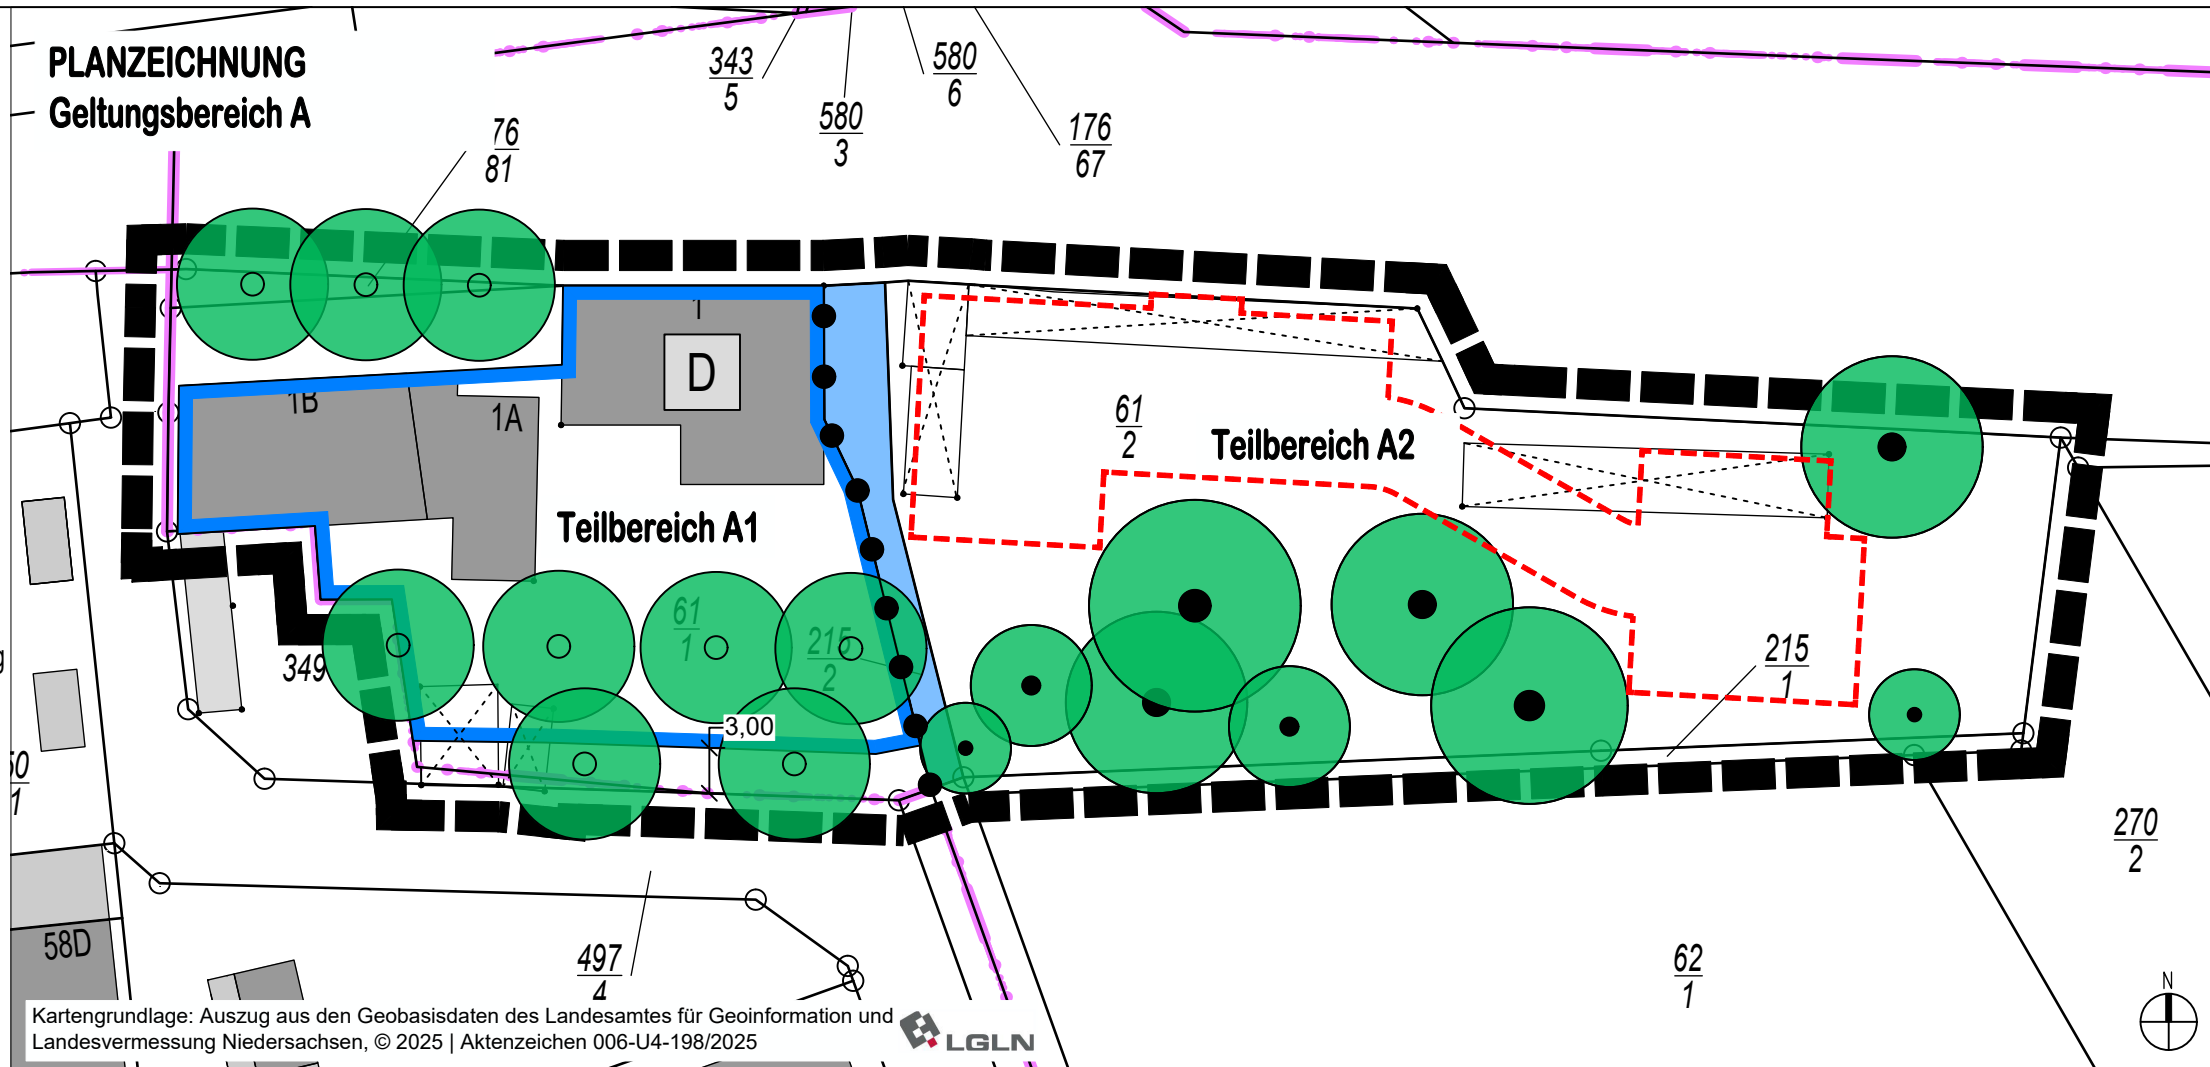 PLANZEICHNUNG
Geltungsbereich A
343
5
580
6
580
3
176
67
76
81
D
1B
1A
61
2
Teilbereich A2
Teilbereich A1
61
1
215
2
349
3,00
215
1
270
2
58D
497
4
62
1
N
Kartengrundlage: Auszug aus den Geobasisdaten des Landesamtes für Geoinformation und
Landesvermessung Niedersachsen, © 2025 | Aktenzeichen 006-U4-198/2025
LGLN